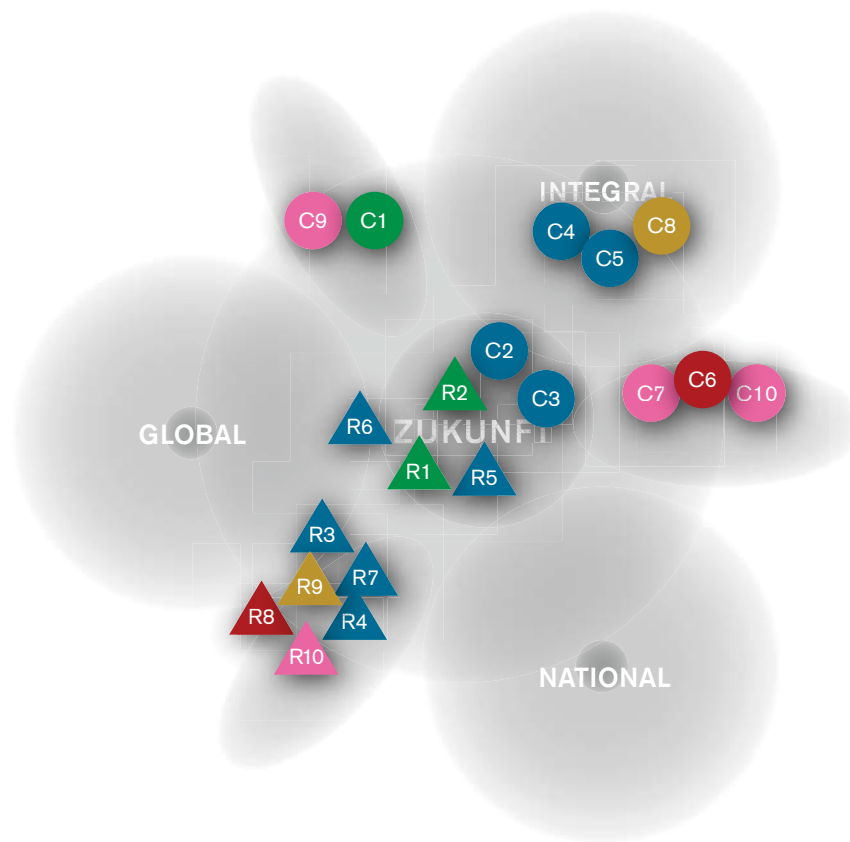 INTEGRAL
C9
C1
C4
C8
C5
C2
R2
C3
C7
C6
C10
R6
ZUKUNFT
GLOBAL
R1
R5
R3
R9
R7
R8
R4
R10
NATIONAL